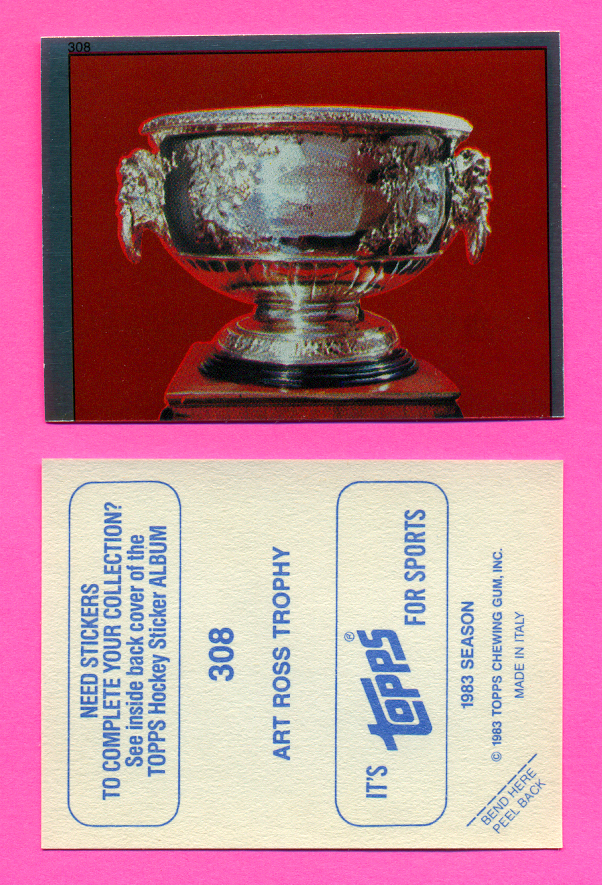 308
NEED STICKERS
TO COMPLETE YOUR COLLECTION?
See inside back cover of the
TOPPS Hockey Sticker ALBUM
308
ART ROSS TROPHY
IT'S TOPPS® FOR SPORTS
1983 SEASON
© 1983 TOPPS CHEWING GUM, INC.
MADE IN ITALY
BEND HERE
PEEL BACK